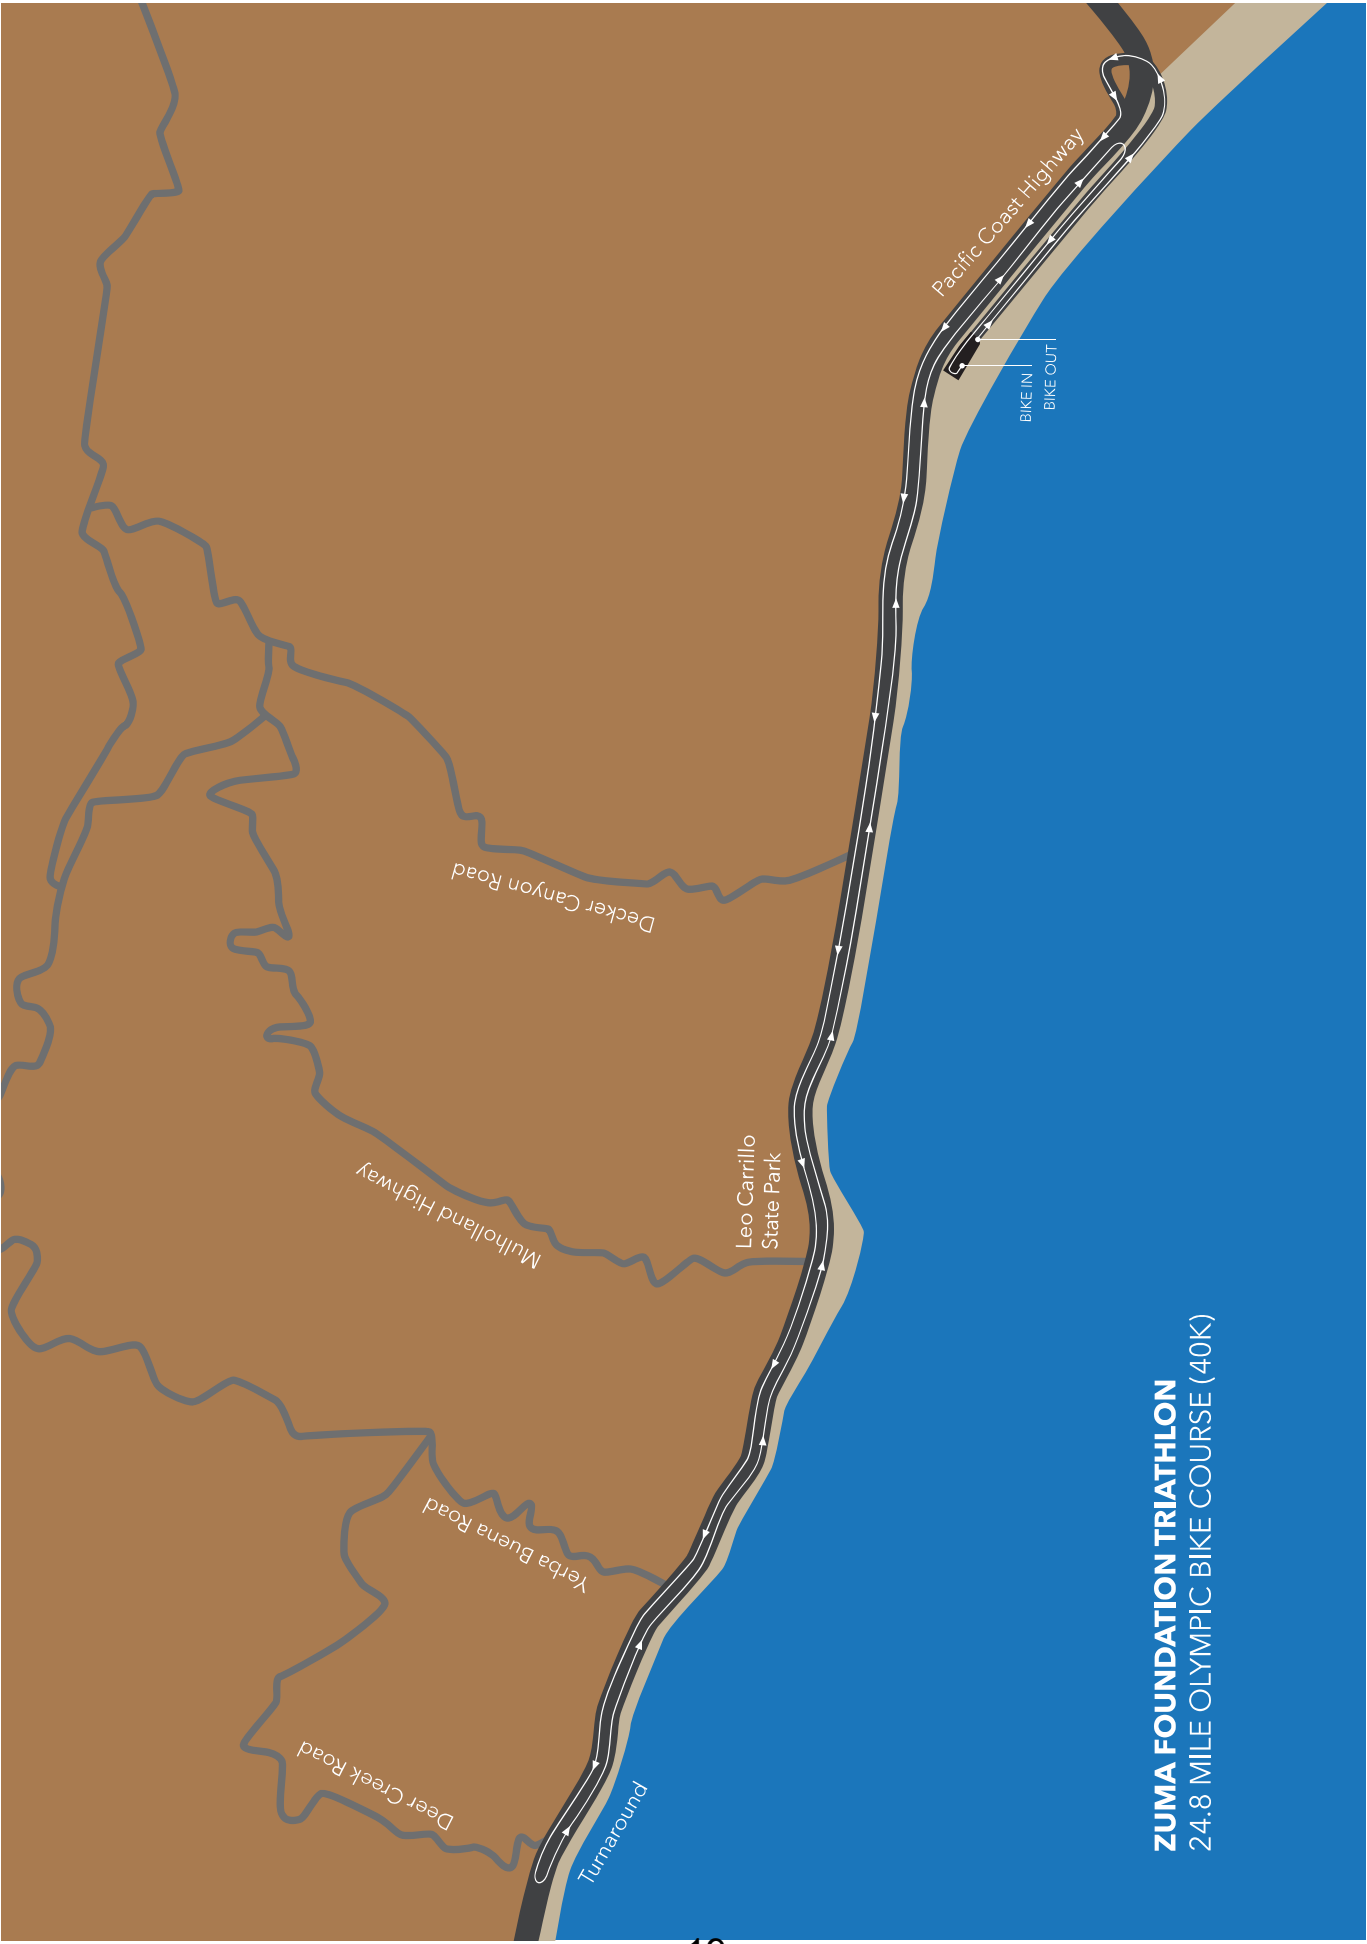 ZUMA FOUNDATION TRIATHLON
24.8 MILE OLYMPIC BIKE COURSE (40K)
Turnaround
Deer Creek Road
Yerba Buena Road
Mulholland Highway
Leo Carrillo
State Park
Decker Canyon Road
Pacific Coast Highway
BIKE IN
BIKE OUT